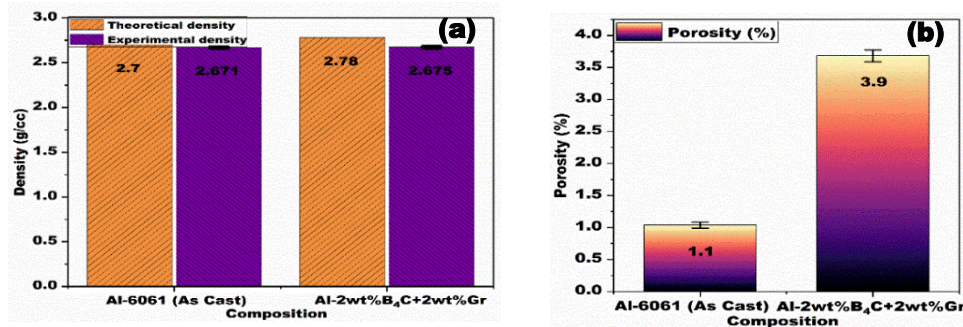 (a)
Theoretical density
Experimental density
3.0
2.5
2.0
1.5
1.0
0.5
0.0
Density (g/cc)
2.7
2.671
2.78
2.675
Al-6061 (As Cast)
Al-2wt%B₄C+2wt%Gr
Composition
(b)
Porosity (%)
4.0
3.5
3.0
2.5
2.0
1.5
1.0
0.5
0.0
Porosity (%)
1.1
3.9
Al-6061 (As Cast)
Al-2wt%B₄C+2wt%Gr
Composition